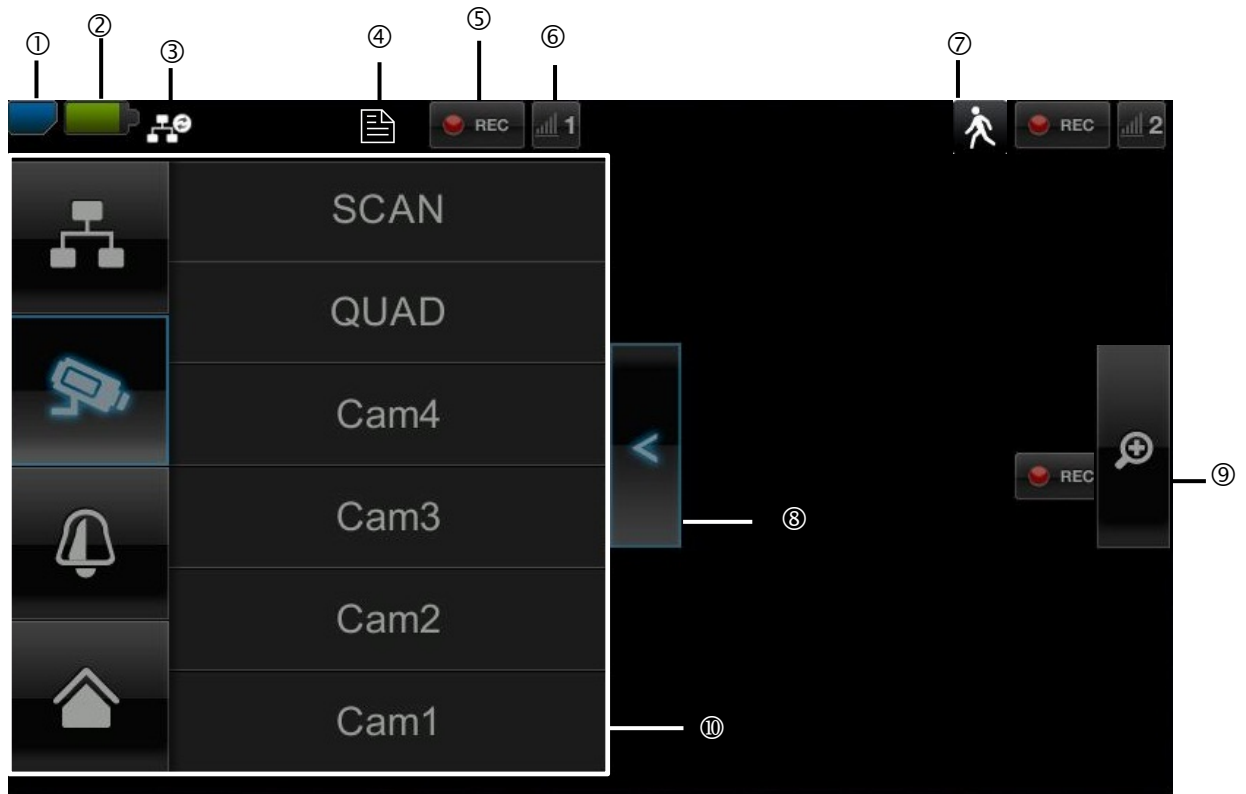 ① ② ③ ④ ⑤ ⑥ ⑦
REC 1 REC 2
SCAN
QUAD
Cam4
<
REC ⑨
Cam3
⑧
Cam2
Cam1
⑩